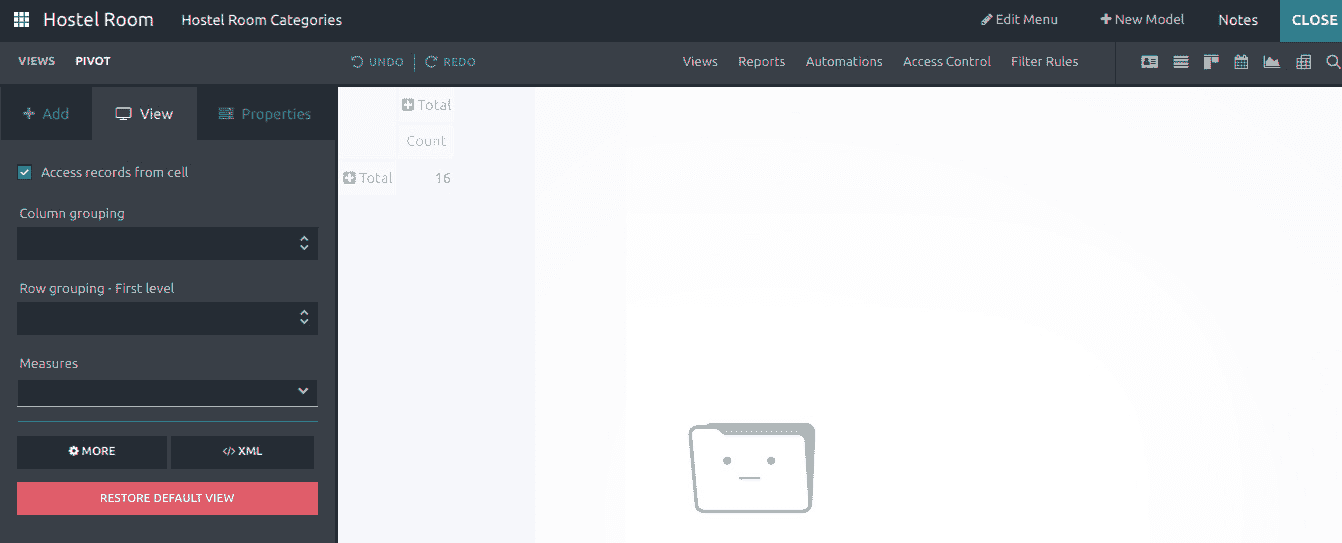 Hostel Room Hostel Room Categories Edit Menu New Model Notes CLOSE
VIEWS PIVOT UNDO REDO Views Reports Automations Access Control Filter Rules
Add View Properties
Total
Count
Total 16
Access records from cell
Column grouping
Row grouping - First level
Measures
MORE </> XML
RESTORE DEFAULT VIEW